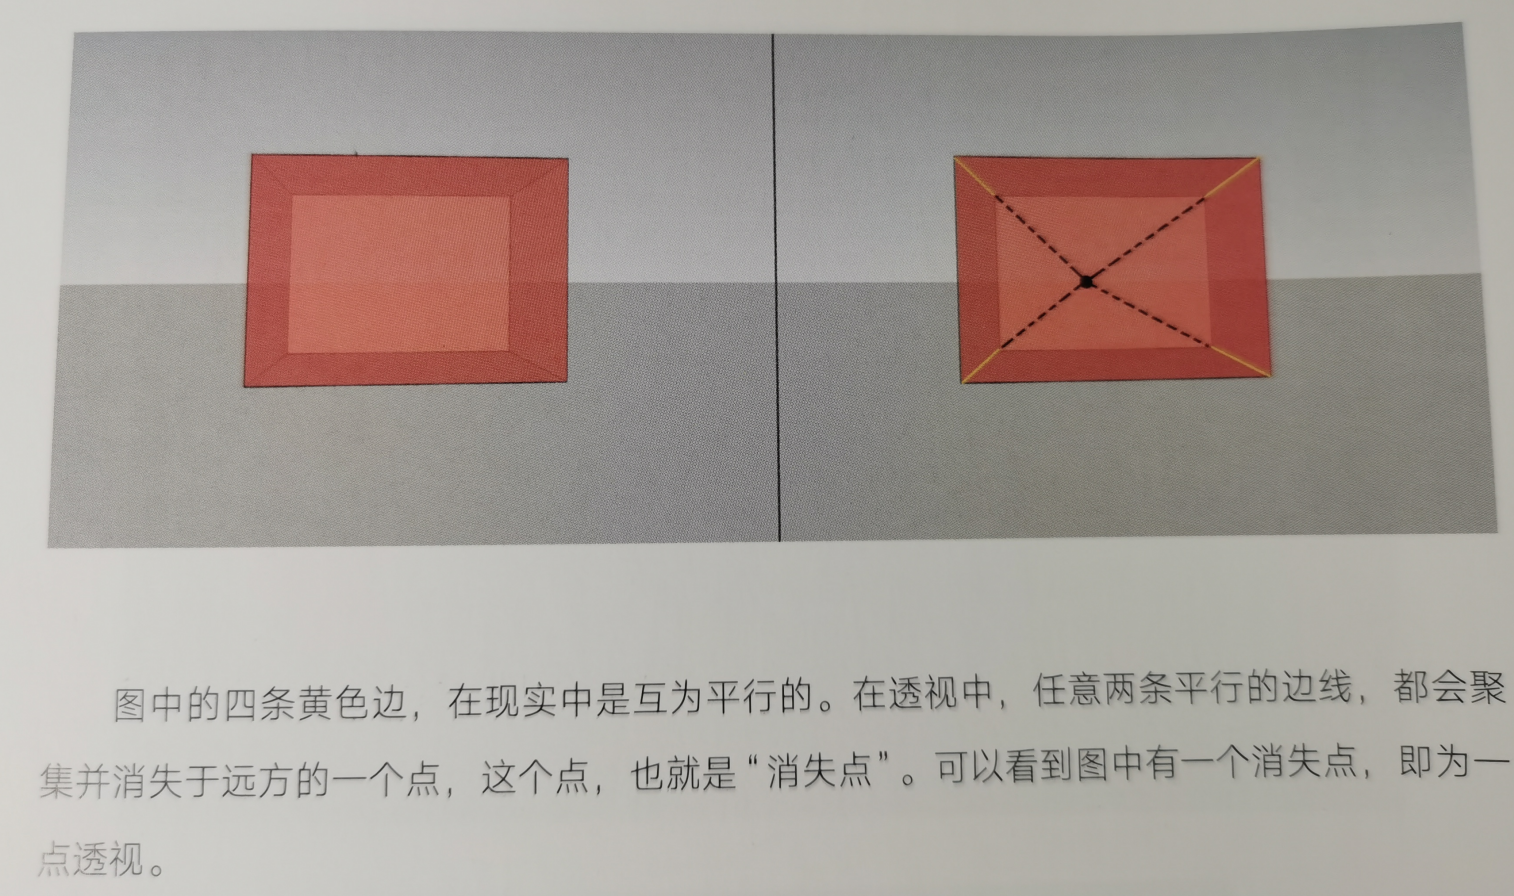 图中的四条黄色边，在现实中是互为平行的。在透视中，任意两条平行的边线，都会聚
集并消失于远方的一个点，这个点，也就是“消失点”。可以看到图中有一个消失点，即为一
点透视。